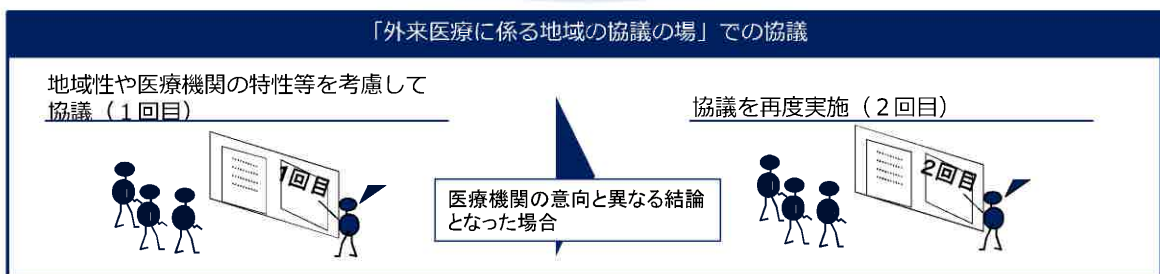 「外来医療に係る地域の協議の場」での協議
地域性や医療機関の特性等を考慮して
協議（１回目）
1回目
医療機関の意向と異なる結論
となった場合
協議を再度実施（２回目）
2回目